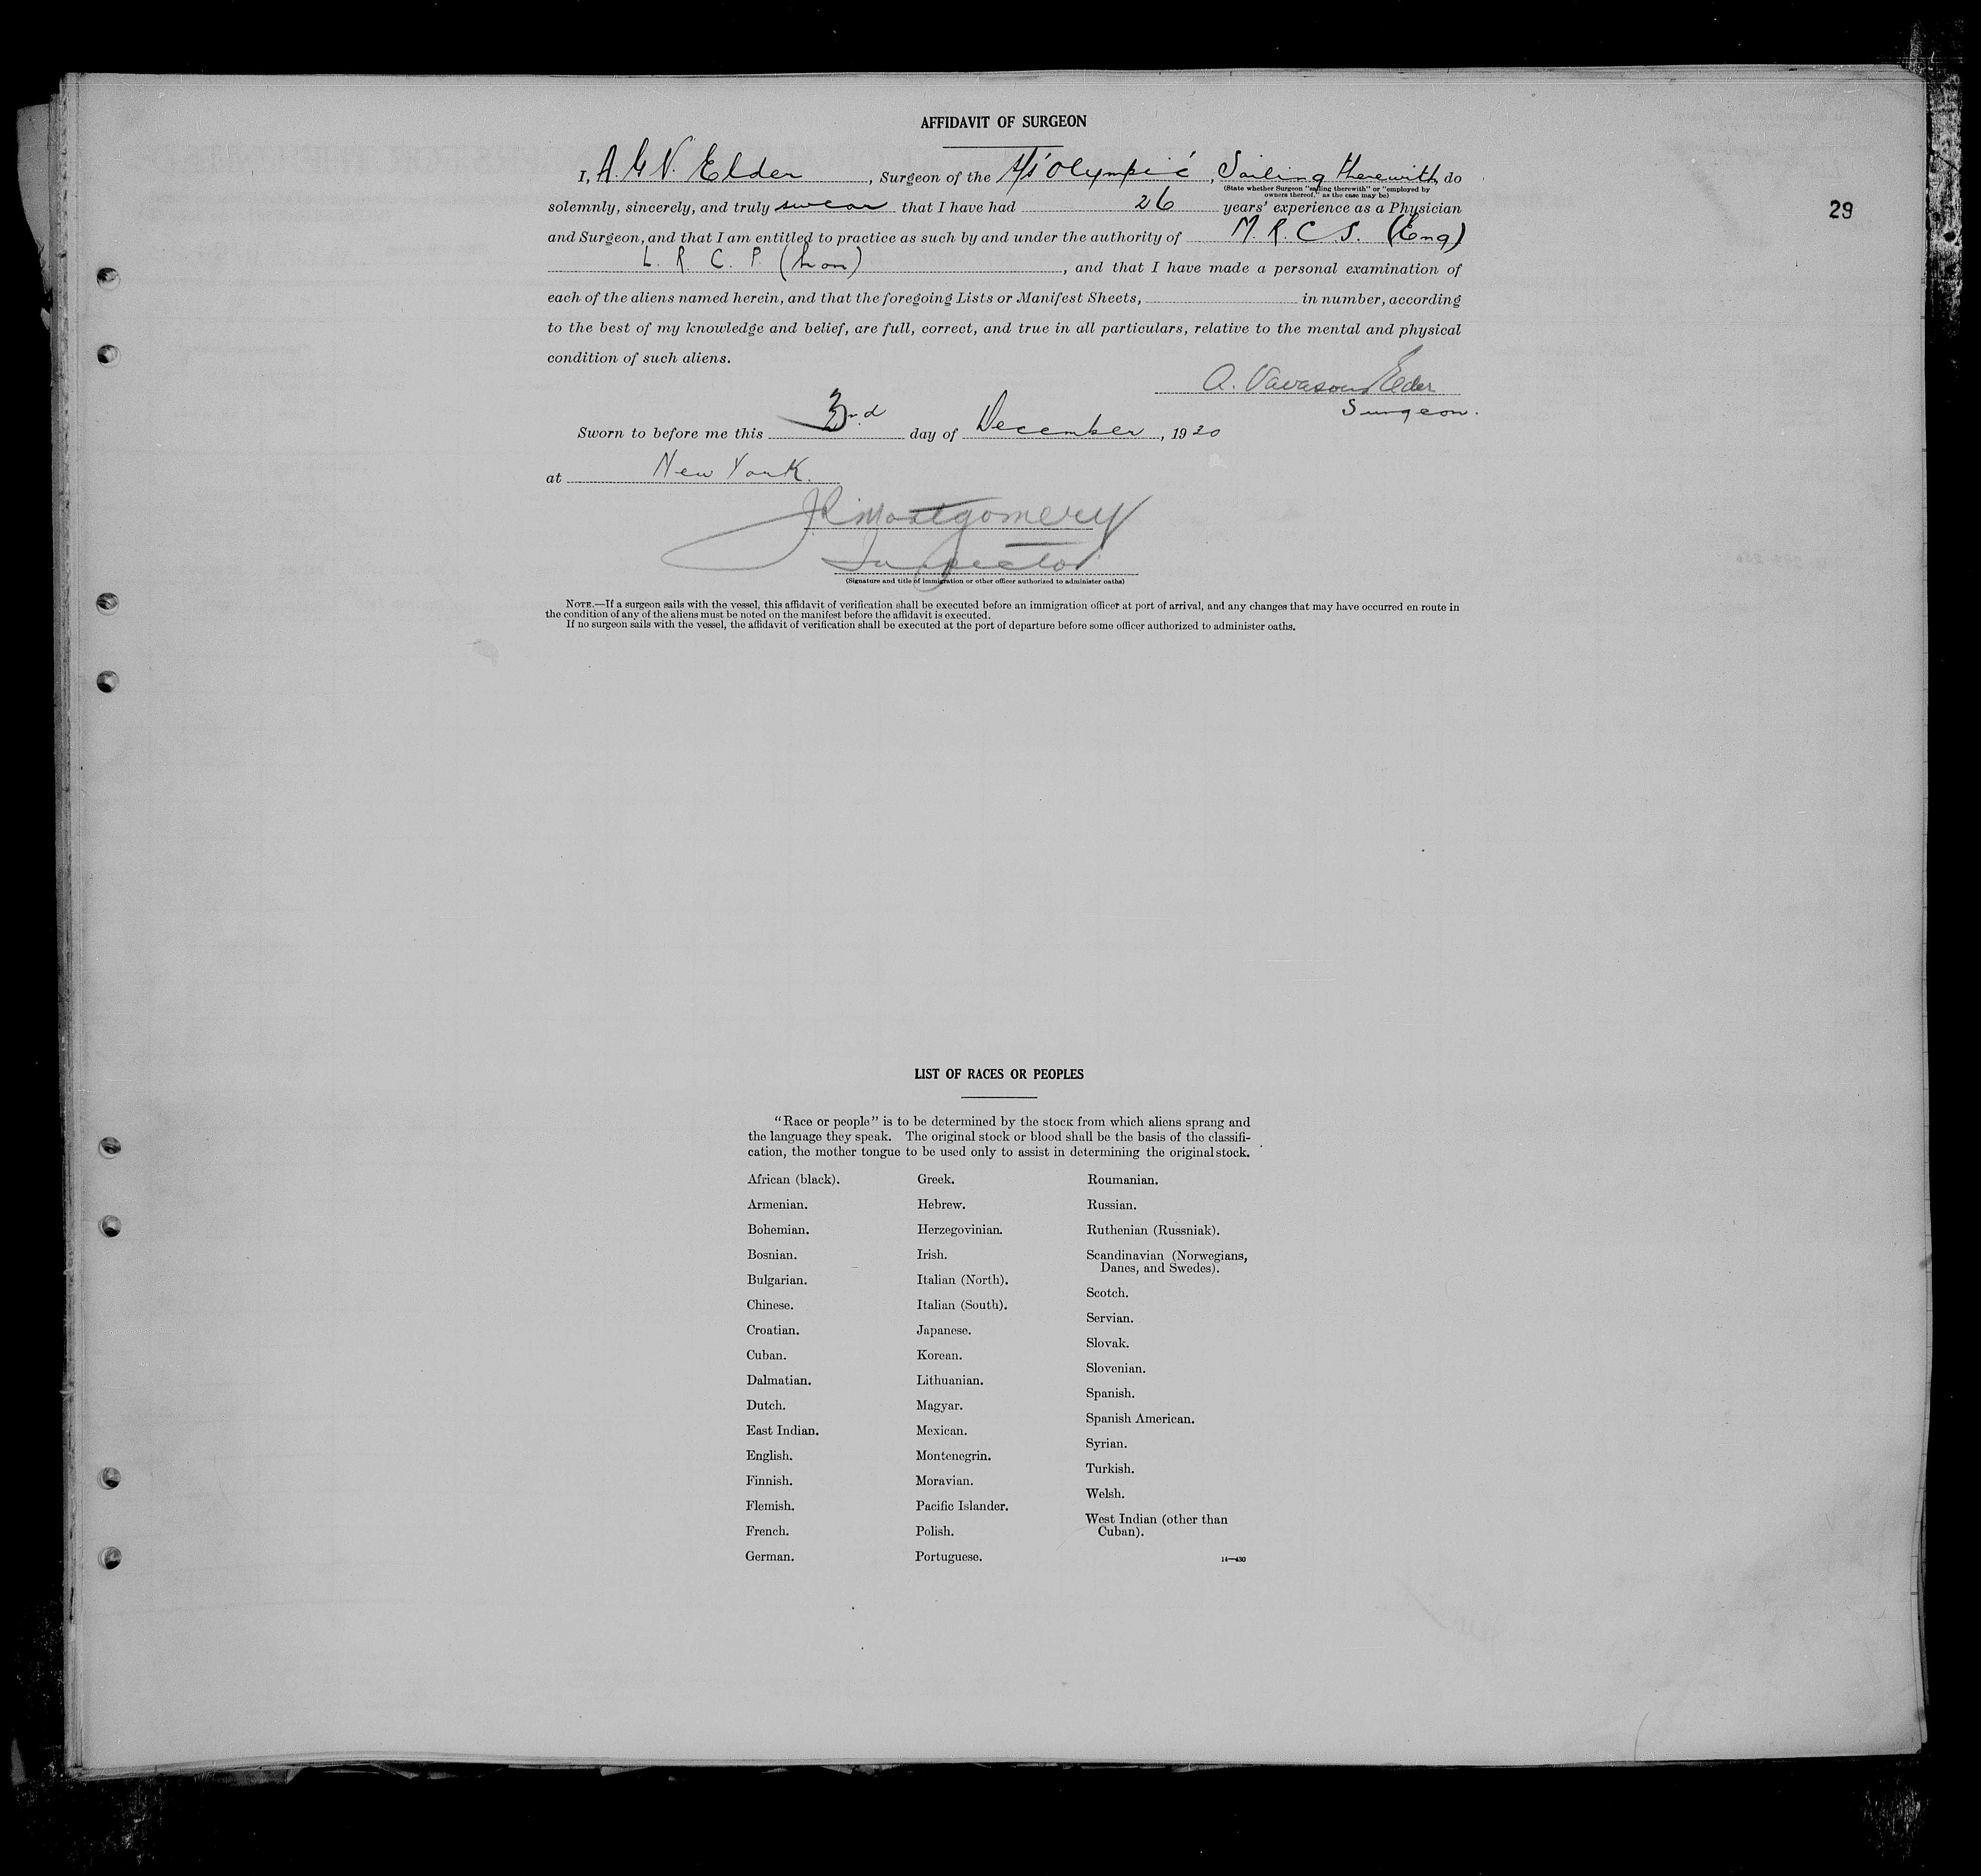 AFFIDAVIT OF SURGEON
I, A. G. V. Elder, Surgeon of the S/S 'Olympic', Sailing therewith, do
(State whether Surgeon "sailing therewith" or "employed by
owners thereof," as the case may be)
29
solemnly, sincerely, and truly swear that I have had 26 years' experience as a Physician
and Surgeon, and that I am entitled to practice as such by and under the authority of M. R. C. S. (Eng)
L. R. C. P. (Lon), and that I have made a personal examination of
each of the aliens named herein, and that the foregoing Lists or Manifest Sheets, in number, according
to the best of my knowledge and belief, are full, correct, and true in all particulars, relative to the mental and physical
condition of such aliens.
A. Vavasour Elder
Surgeon.
Sworn to before me this 3rd day of December, 1920
at New York.
J R Montgomery
Inspector
(Signature and title of immigration or other officer authorized to administer oaths)
NOTE.—If a surgeon sails with the vessel, this affidavit of verification shall be executed before an immigration officer at port of arrival, and any changes that may have occurred en route in
the condition of any of the aliens must be noted on the manifest before the affidavit is executed.
If no surgeon sails with the vessel, the affidavit of verification shall be executed at the port of departure before some officer authorized to administer oaths.
LIST OF RACES OR PEOPLES
"Race or people" is to be determined by the stock from which aliens sprang and
the language they speak. The original stock or blood shall be the basis of the classifi-
cation, the mother tongue to be used only to assist in determining the original stock.
African (black).
Armenian.
Bohemian.
Bosnian.
Bulgarian.
Chinese.
Croatian.
Cuban.
Dalmatian.
Dutch.
East Indian.
English.
Finnish.
Flemish.
French.
German.
Greek.
Hebrew.
Herzegovinian.
Irish.
Italian (North).
Italian (South).
Japanese.
Korean.
Lithuanian.
Magyar.
Mexican.
Montenegrin.
Moravian.
Pacific Islander.
Polish.
Portuguese.
Roumanian.
Russian.
Ruthenian (Russniak).
Scandinavian (Norwegians,
Danes, and Swedes).
Scotch.
Servian.
Slovak.
Slovenian.
Spanish.
Spanish American.
Syrian.
Turkish.
Welsh.
West Indian (other than
Cuban).
14—430